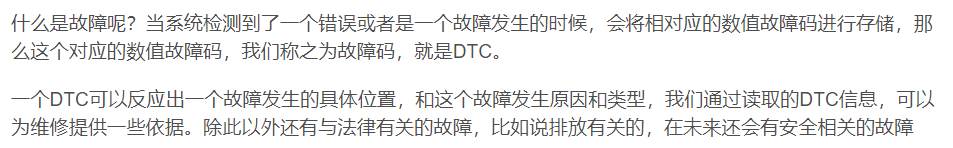 什么是故障呢？当系统检测到了一个错误或者是一个故障发生的时候，会将相对应的数值故障码进行存储，那
么这个对应的数值故障码，我们称之为故障码，就是DTC。
一个DTC可以反应出一个故障发生的具体位置，和这个故障发生原因和类型，我们通过读取的DTC信息，可以
为维修提供一些依据。除此以外还有与法律有关的故障，比如说排放有关的，在未来还会有安全相关的故障